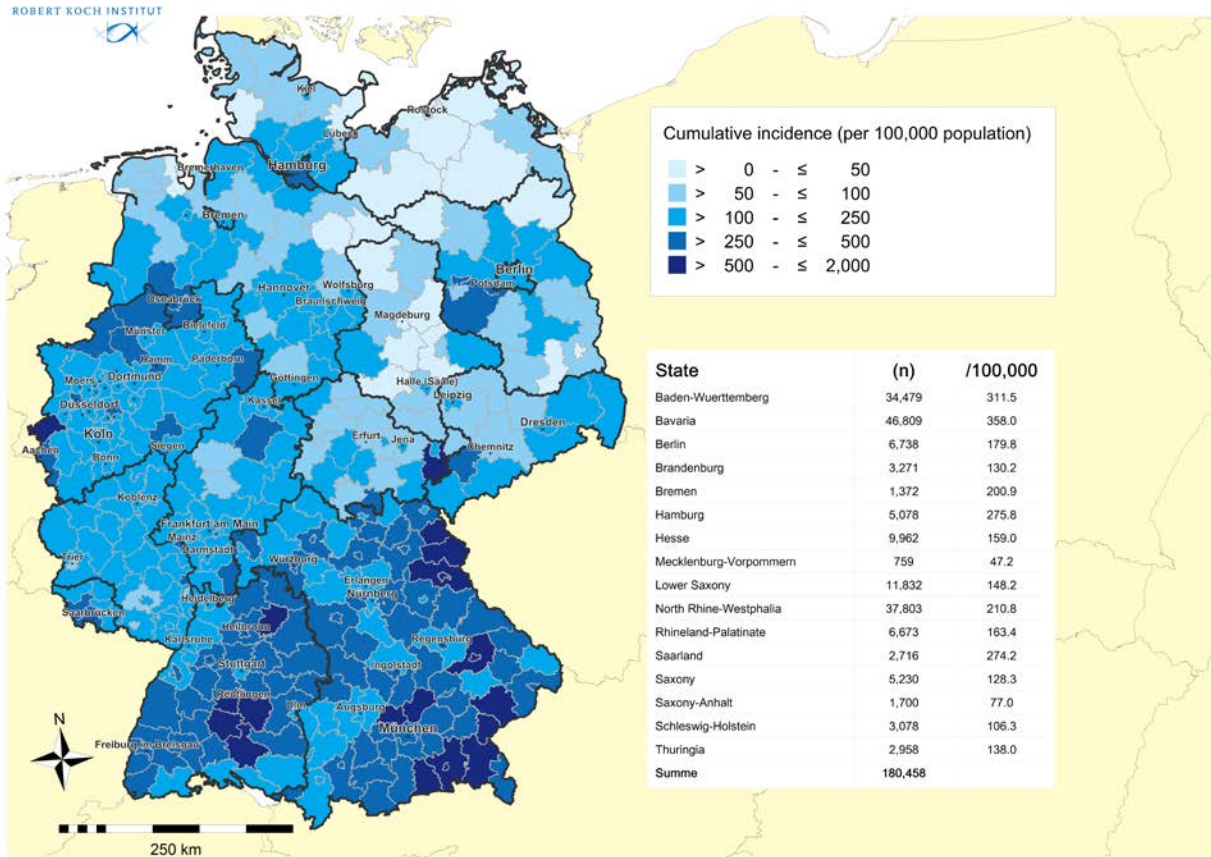 ROBERT KOCH INSTITUT
Kiel
Rostock
Lübeck
Hamburg
Bremerhaven
Bremen
Berlin
Potsdam
Hannover
Wolfsburg
Braunschweig
Osnabrück
Magdeburg
Münster
Bielefeld
Hamm
Paderborn
Moers
Dortmund
Göttingen
Halle (Saale)
Leipzig
Düsseldorf
Kassel
Dresden
Köln
Erfurt
Jena
Chemnitz
Aachen
Siegen
Bonn
Koblenz
Frankfurt am Main
Mainz
Darmstadt
Trier
Würzburg
Erlangen
Nürnberg
Heidelberg
Saarbrücken
Heilbronn
Karlsruhe
Regensburg
Stuttgart
Ingolstadt
Reutlingen
Ulm
Augsburg
München
Freiburg im Breisgau
N
250 km
Cumulative incidence (per 100,000 population)
> 0 - ≤ 50
> 50 - ≤ 100
> 100 - ≤ 250
> 250 - ≤ 500
> 500 - ≤ 2,000
State (n) /100,000
Baden-Wuerttemberg 34,479 311.5
Bavaria 46,809 358.0
Berlin 6,738 179.8
Brandenburg 3,271 130.2
Bremen 1,372 200.9
Hamburg 5,078 275.8
Hesse 9,962 159.0
Mecklenburg-Vorpommern 759 47.2
Lower Saxony 11,832 148.2
North Rhine-Westphalia 37,803 210.8
Rhineland-Palatinate 6,673 163.4
Saarland 2,716 274.2
Saxony 5,230 128.3
Saxony-Anhalt 1,700 77.0
Schleswig-Holstein 3,078 106.3
Thuringia 2,958 138.0
Summe 180,458